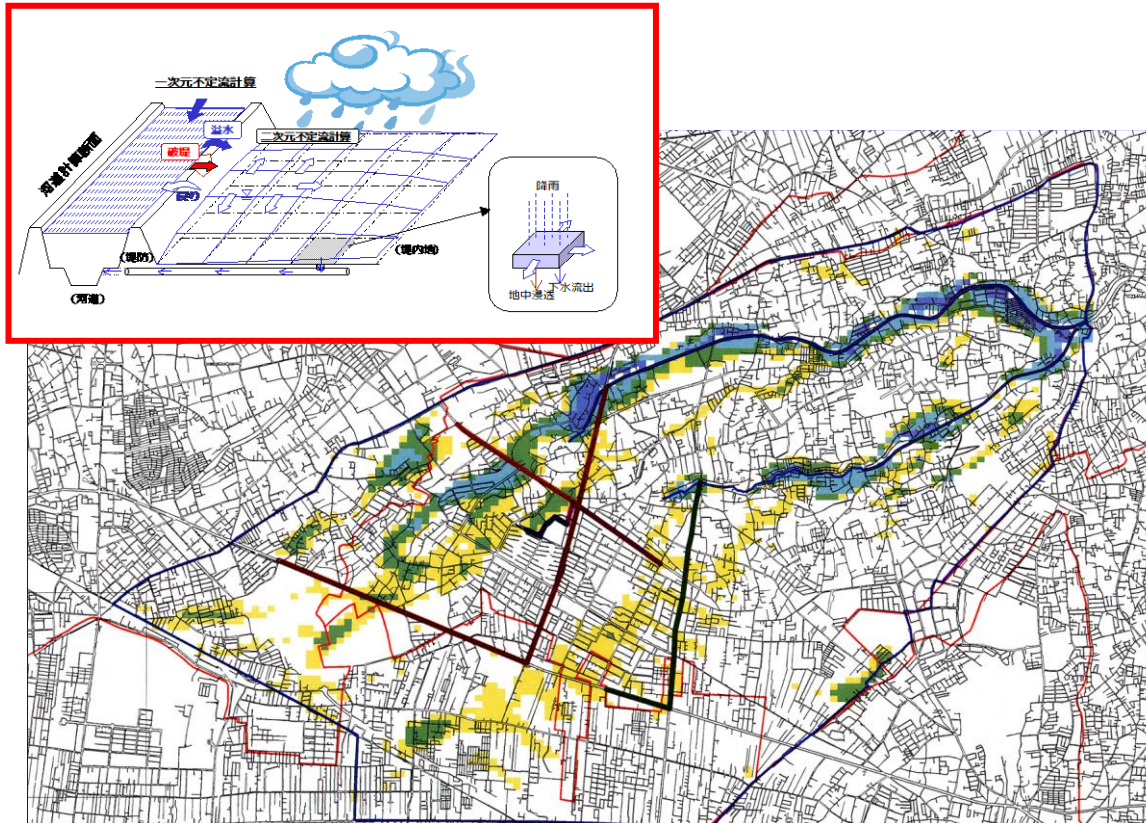 一次元不定流計算
溢水
二次元不定流計算
破堤
河道計算断面
降雨
(堤防)
(堤内地)
下水流出
地中浸透
(河道)